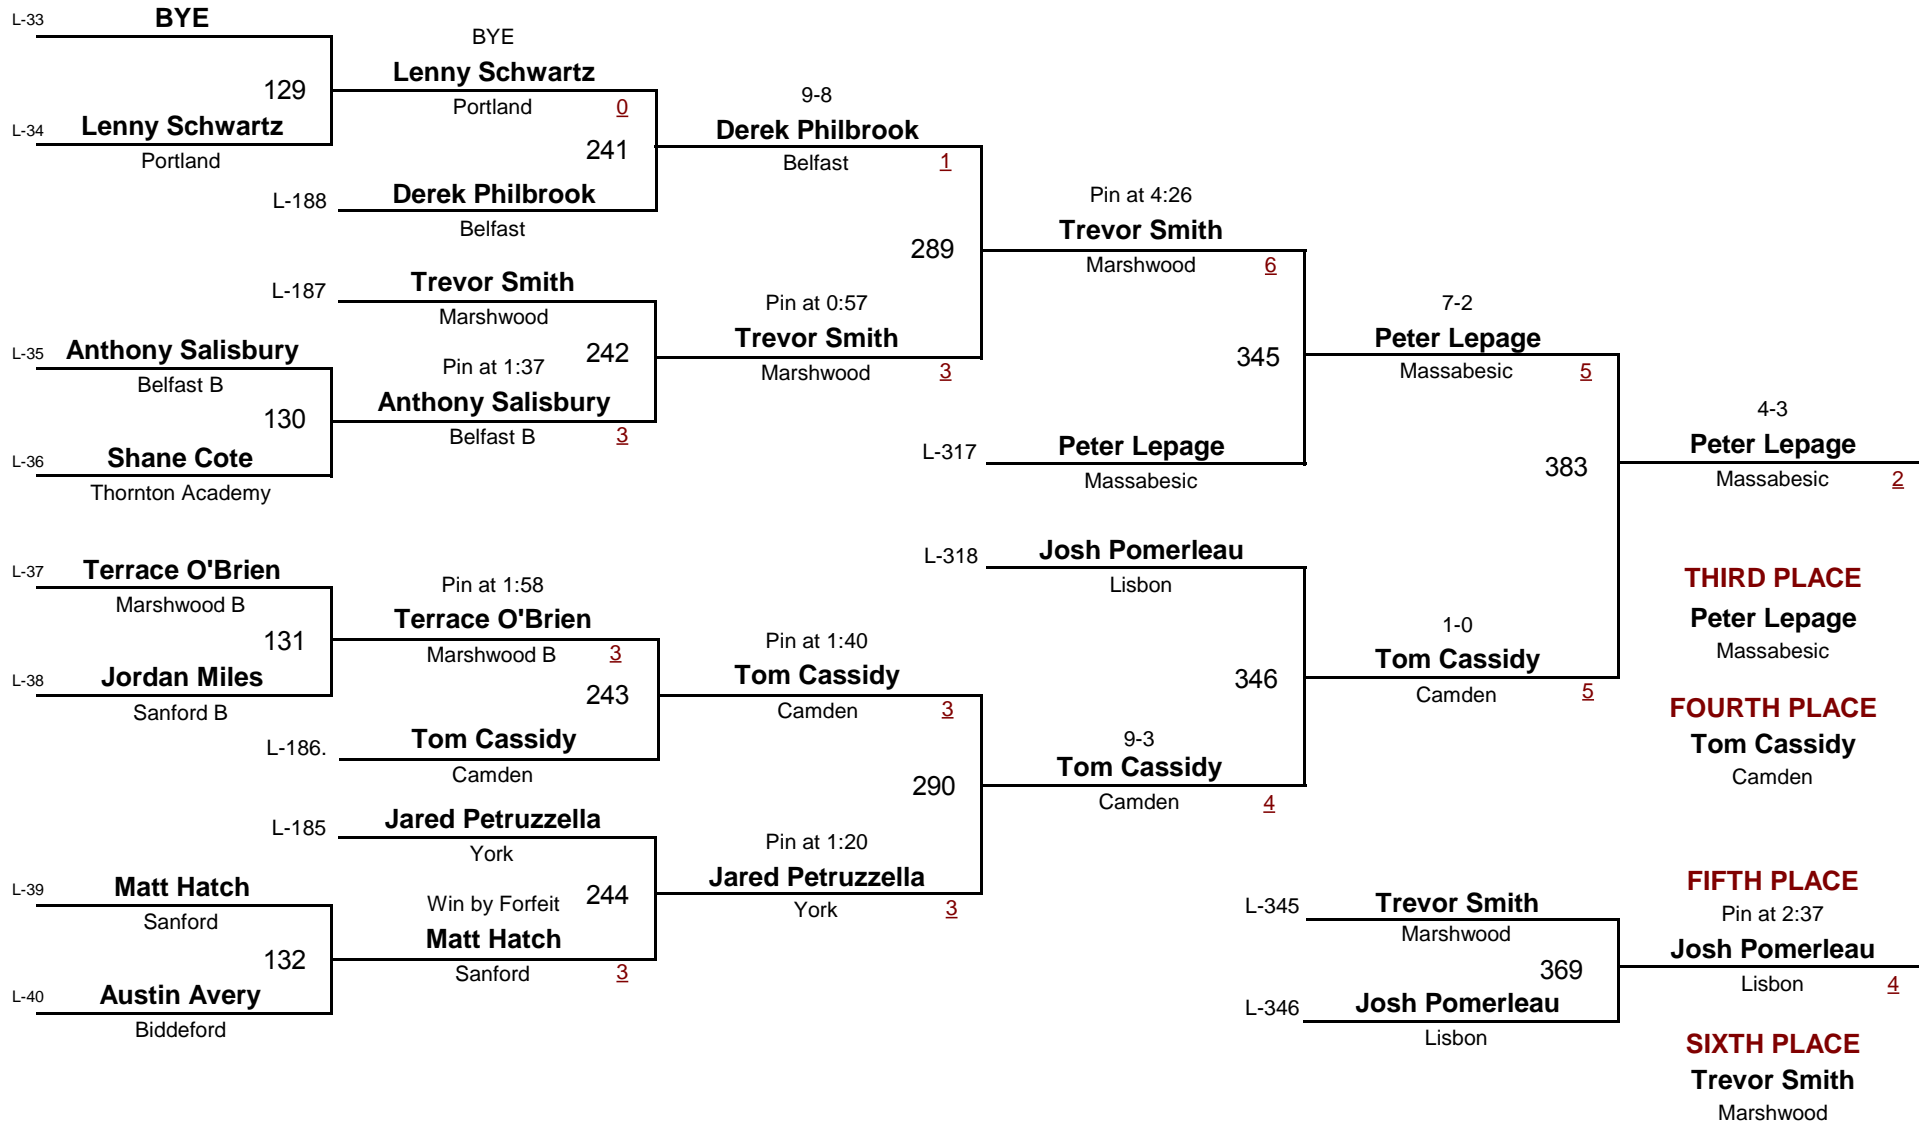 L-33
BYE
129
L-34
Lenny Schwartz
Portland
L-35
Anthony Salisbury
Belfast B
130
L-36
Shane Cote
Thornton Academy
L-37
Terrace O'Brien
Marshwood B
131
L-38
Jordan Miles
Sanford B
L-39
Matt Hatch
Sanford
132
L-40
Austin Avery
Biddeford
BYE
Lenny Schwartz
Portland
0
241
L-188
Derek Philbrook
Belfast
L-187
Trevor Smith
Marshwood
242
Pin at 1:37
Anthony Salisbury
Belfast B
3
Pin at 1:58
Terrace O'Brien
Marshwood B
3
243
L-186.
Tom Cassidy
Camden
L-185
Jared Petruzzella
York
244
Win by Forfeit
Matt Hatch
Sanford
3
9-8
Derek Philbrook
Belfast
1
289
Pin at 0:57
Trevor Smith
Marshwood
3
Pin at 1:40
Tom Cassidy
Camden
3
290
Pin at 1:20
Jared Petruzzella
York
3
Pin at 4:26
Trevor Smith
Marshwood
6
345
L-317
Peter Lepage
Massabesic
L-318
Josh Pomerleau
Lisbon
346
9-3
Tom Cassidy
Camden
4
7-2
Peter Lepage
Massabesic
5
383
1-0
Tom Cassidy
Camden
5
4-3
Peter Lepage
Massabesic
2
THIRD PLACE
Peter Lepage
Massabesic
FOURTH PLACE
Tom Cassidy
Camden
L-345
Trevor Smith
Marshwood
369
L-346
Josh Pomerleau
Lisbon
FIFTH PLACE
Pin at 2:37
Josh Pomerleau
Lisbon
4
SIXTH PLACE
Trevor Smith
Marshwood